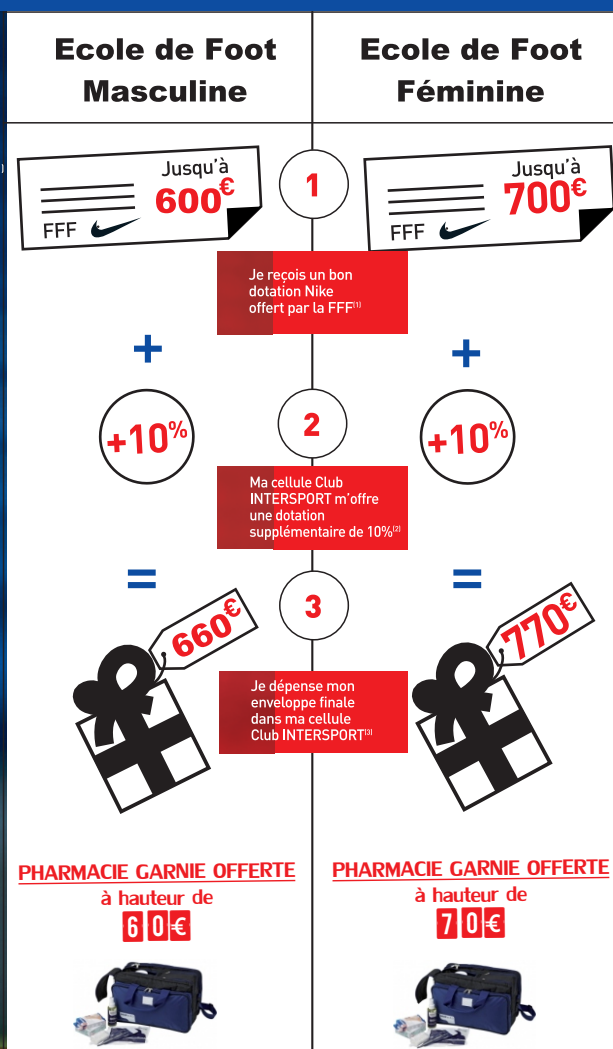 Ecole de Foot
Masculine
Ecole de Foot
Féminine
Jusqu'à
600€
FFF
1
Jusqu'à
700€
FFF
Je reçois un bon
dotation Nike
offert par la FFF(1)
+
+
+10%
2
+10%
Ma cellule Club
INTERSPORT m'offre
une dotation
supplémentaire de 10%(2)
=
=
660€
3
770€
Je dépense mon
enveloppe finale
dans ma cellule
Club INTERSPORT(3)
PHARMACIE GARNIE OFFERTE
à hauteur de
60€
PHARMACIE GARNIE OFFERTE
à hauteur de
70€